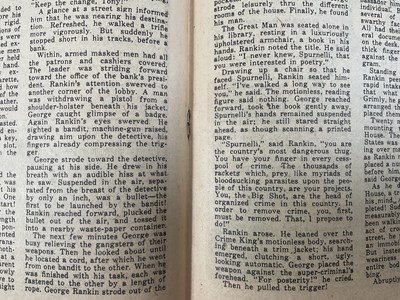 "Keep the change, Tony!"
A glance at a street sign informed
him that he was nearing his destina-
tion. Refreshed, he walked a trifle
more vigorously. But suddenly he
stopped short in his tracks, before a
bank.
Within, armed masked men had all
the patrons and cashiers covered.
The leader was striding forward
toward the office of the bank's presi-
dent. Rankin's attention swerved to
another corner of the lobby. A man
was withdrawing a pistol from a
shoulder-holster beneath his jacket.
George caught glimpse of a badge.
Again Rankin's eyes swerved. He
sighted a bandit, machine-gun raised,
drawing aim upon the detective, his
fingers already compressing the trig-
ger.
George strode toward the detective,
pausing at his side. He drew in his
breath with an audible hiss at what
he saw. Suspended in the air, sepa-
rated from the breast of the detective
by only an inch, was a bullet—the
first to be launched by the bandit!
Rankin reached forward, plucked the
bullet out of the air, and tossed it
into a nearby waste-paper container.
The next few minutes George was
busy relieving the gangsters of their
weapons. Then he looked about until
he located a cord, after which he went
from one bandit to the other. When he
was finished with his task, each was
fastened to the other by a length of
rope. George Rankin strode out of the
strode leisurely thru the different
rooms of the house. Finally, he found
his man.
The Great Man was seated alone in
his library, resting in a luxuriously
upholstered armchair, a book in his
hands. Rankin noted the title. He said
aloud: "I never knew, Spurnelli, that
you were interested in poetry."
Drawing up a chair so that he
faced Spurnelli, Rankin seated him-
self. "I've walked a long way to see
you," he said. The motionless, reading
figure said nothing. George reached
forward, took the book gently away.
Spurnelli's hands remained suspended
in the air; he still stared straight
ahead, as though scanning a printed
page.
"Spurnelli," said Rankin, "you are
the country's most dangerous thug.
You have your finger in every cess-
pool of crime. The thousands of
rackets which prey, like myriads of
bloodsucking parasites upon the peo-
ple of this country, are your projects.
You, the Big Shot, are the head of
organized crime in this country. In
order to remove crime, you, first,
must be removed. That, I propose to
do!"
Rankin arose. He leaned over the
Crime King's motionless body, search-
ing beneath a trim jacket; his hand
emerged, clutching a short, ugly-
looking automatic. George placed the
weapon against the super-criminal's
forehead. "For posterity!" he cried.
Then he pulled the trigger!